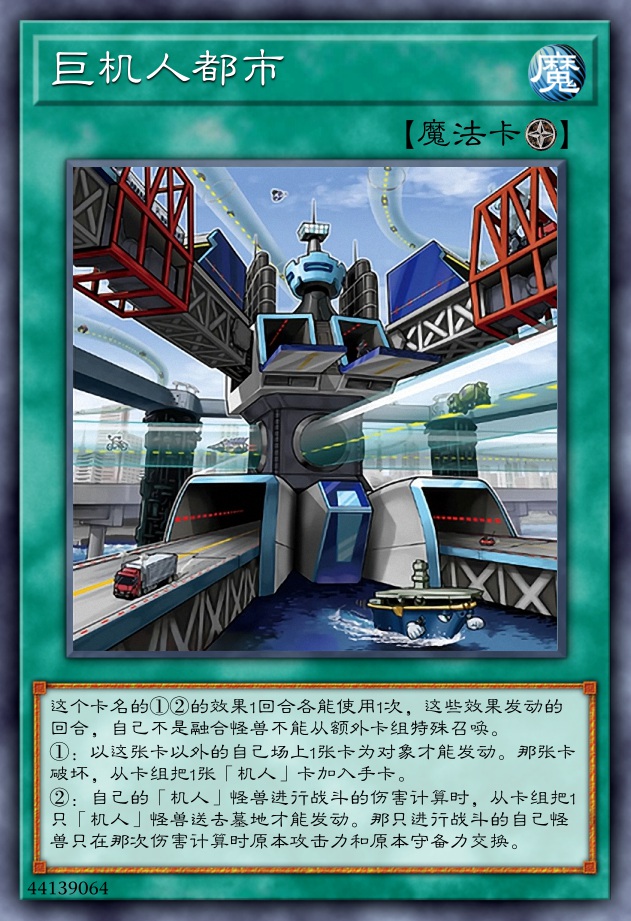 巨机人都市
魔
【魔法卡】
这个卡名的①②的效果1回合各能使用1次，这些效果发动的
回合，自己不是融合怪兽不能从额外卡组特殊召唤。
①：以这张卡以外的自己场上1张卡为对象才能发动。那张卡
破坏，从卡组把1张「机人」卡加入手卡。
②：自己的「机人」怪兽进行战斗的伤害计算时，从卡组把1
只「机人」怪兽送去墓地才能发动。那只进行战斗的自己怪
兽只在那次伤害计算时原本攻击力和原本守备力交换。
44139064